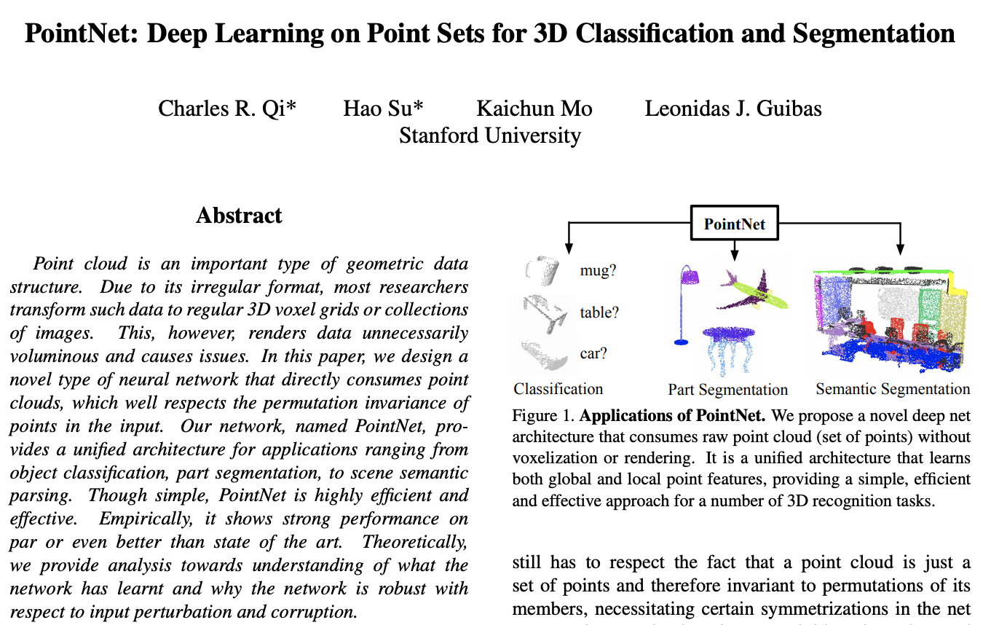 PointNet: Deep Learning on Point Sets for 3D Classification and Segmentation
Charles R. Qi* Hao Su* Kaichun Mo Leonidas J. Guibas
Stanford University
Abstract
Point cloud is an important type of geometric data
structure. Due to its irregular format, most researchers
transform such data to regular 3D voxel grids or collections
of images. This, however, renders data unnecessarily
voluminous and causes issues. In this paper, we design a
novel type of neural network that directly consumes point
clouds, which well respects the permutation invariance of
points in the input. Our network, named PointNet, pro-
vides a unified architecture for applications ranging from
object classification, part segmentation, to scene semantic
parsing. Though simple, PointNet is highly efficient and
effective. Empirically, it shows strong performance on
par or even better than state of the art. Theoretically,
we provide analysis towards understanding of what the
network has learnt and why the network is robust with
respect to input perturbation and corruption.
PointNet
mug?
table?
car?
Classification
Part Segmentation
Semantic Segmentation
Figure 1. Applications of PointNet. We propose a novel deep net
architecture that consumes raw point cloud (set of points) without
voxelization or rendering. It is a unified architecture that learns
both global and local point features, providing a simple, efficient
and effective approach for a number of 3D recognition tasks.
still has to respect the fact that a point cloud is just a
set of points and therefore invariant to permutations of its
members, necessitating certain symmetrizations in the net